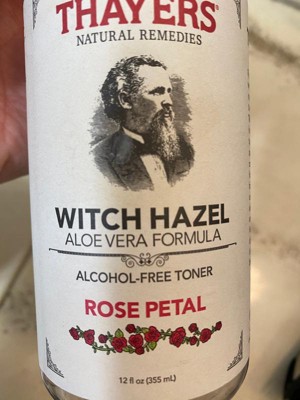 THAYERS®
NATURAL REMEDIES
WITCH HAZEL
ALOE VERA FORMULA
ALCOHOL-FREE TONER
ROSE PETAL
12 fl oz (355 mL)